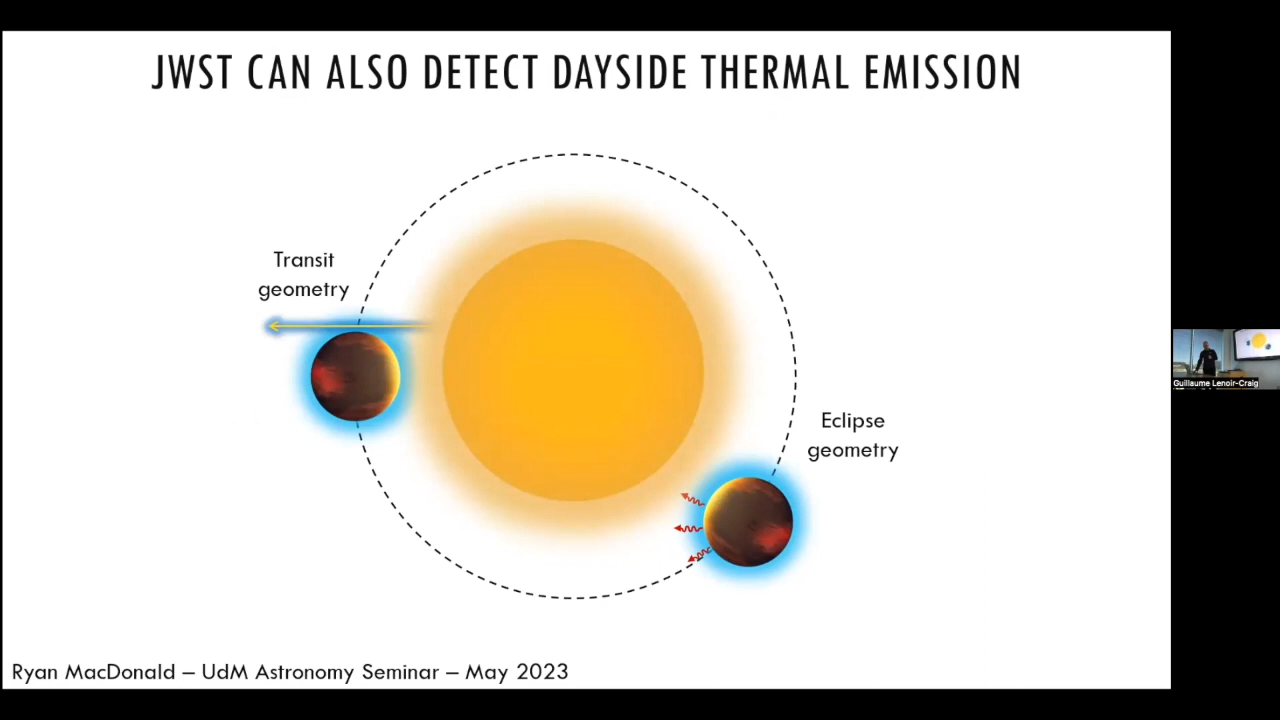 JWST CAN ALSO DETECT DAYSIDE THERMAL EMISSION
Transit
geometry
Eclipse
geometry
Guillaume Lenoir-Craig
Ryan MacDonald – UdM Astronomy Seminar – May 2023